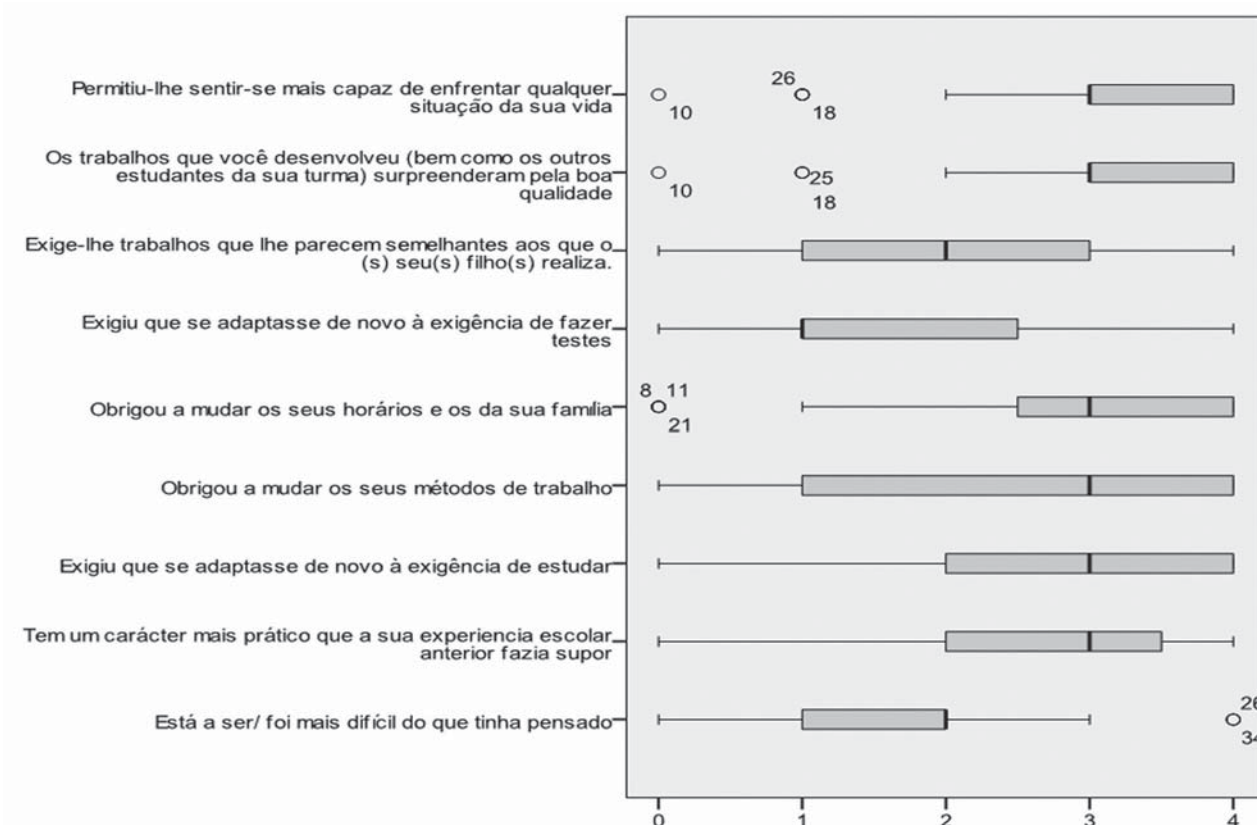 Permitiu-lhe sentir-se mais capaz de enfrentar qualquer
situação da sua vida
26
10
18
Os trabalhos que você desenvolveu (bem como os outros
estudantes da sua turma) surpreenderam pela boa
qualidade
10
25
18
Exige-lhe trabalhos que lhe parecem semelhantes aos que o
(s) seu(s) filho(s) realiza.
Exigiu que se adaptasse de novo à exigência de fazer
testes
8 11
21
Obrigou a mudar os seus horários e os da sua família
Obrigou a mudar os seus métodos de trabalho
Exigiu que se adaptasse de novo à exigência de estudar
Tem um carácter mais prático que a sua experiencia escolar
anterior fazia supor
Está a ser/ foi mais difícil do que tinha pensado
26
34
0 1 2 3 4